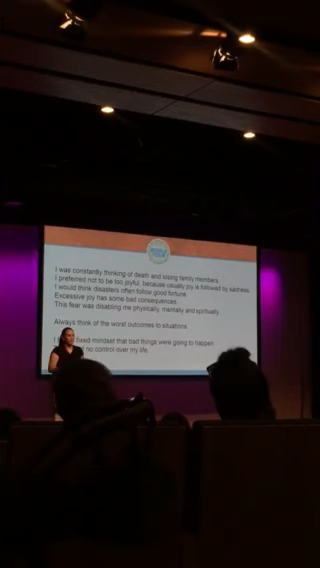 I was constantly thinking of death and losing family members.
I preferred not to be too joyful, because usually joy is followed by sadness.
I would think disasters often follow good fortune.
Excessive joy has some bad consequences.
This fear was disabling me physically, mentally and spiritually.
Always think of the worst outcomes to situations.
I fixed mindset that bad things were going to happen
no control over my life.